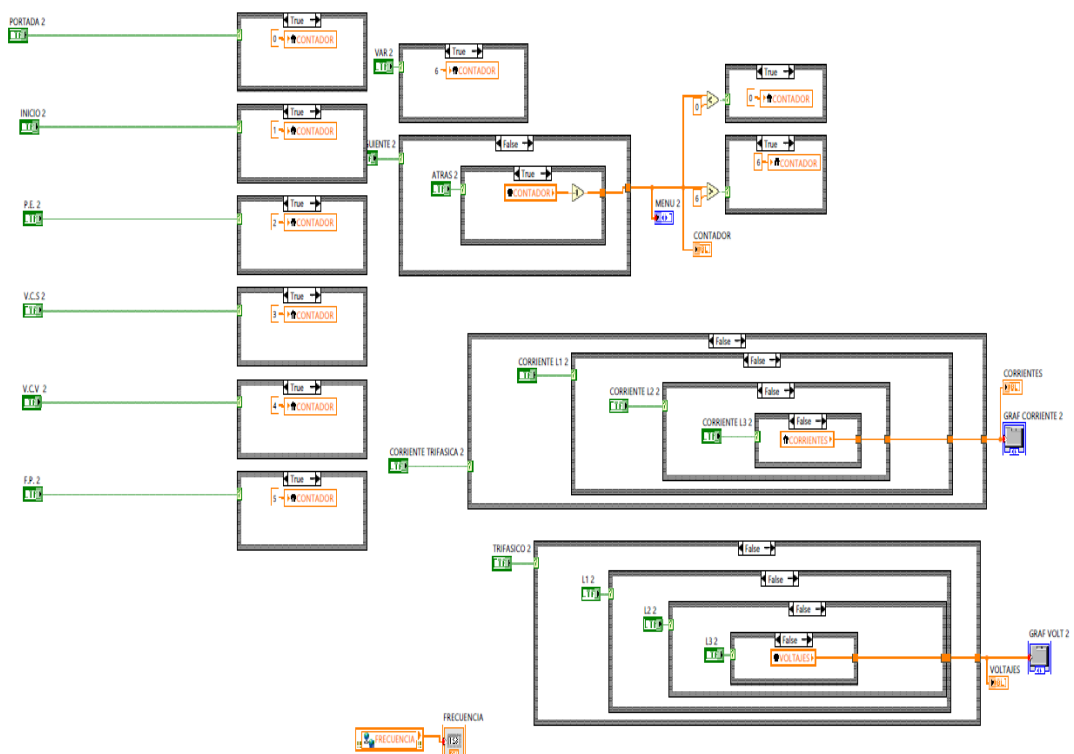 PORTADA 2
True
0 CONTADOR
INICIO 2
True
1 CONTADOR
P.E. 2
True
2 CONTADOR
V.C.S 2
True
3 CONTADOR
V.C.V 2
True
4 CONTADOR
F.P. 2
True
5 CONTADOR
VAR 2
True
6 CONTADOR
GUIENTE 2
False
ATRAS 2
True
CONTADOR
MENU 2
CONTADOR
0
True
0 CONTADOR
6
True
6 CONTADOR
CORRIENTE TRIFASICA 2
False
CORRIENTE L1 2
False
CORRIENTE L2 2
False
CORRIENTE L3 2
False
CORRIENTES
CORRIENTES
GRAF CORRIENTE 2
TRIFASICO 2
False
L1 2
False
L2 2
False
L3 2
False
VOLTAJES
GRAF VOLT 2
VOLTAJES
FRECUENCIA
FRECUENCIA